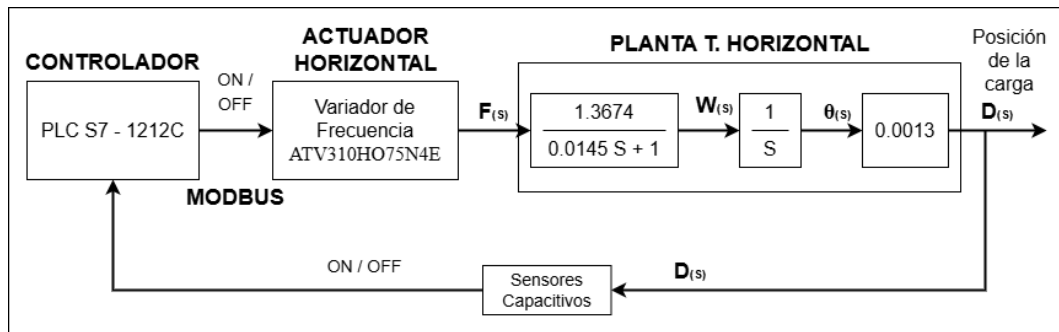 CONTROLADOR
PLC S7 - 1212C
ON /
OFF
MODBUS
ACTUADOR
HORIZONTAL
Variador de
Frecuencia
ATV310HO75N4E
F(S)
PLANTA T. HORIZONTAL
1.3674
0.0145 S + 1
W(S)
1
S
θ(S)
0.0013
Posición
de la
carga
D(S)
ON / OFF
Sensores
Capacitivos
D(S)